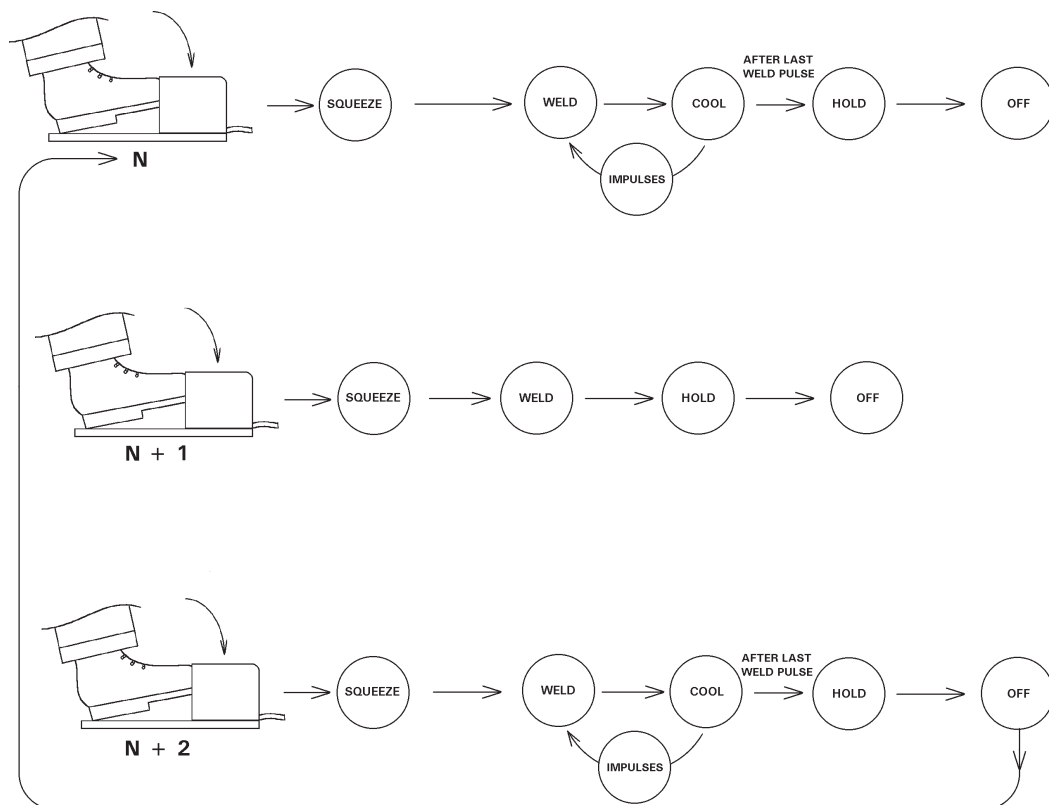 AFTER LAST
WELD PULSE
SQUEEZE
WELD
COOL
HOLD
OFF
IMPULSES
N
SQUEEZE
WELD
HOLD
OFF
N + 1
AFTER LAST
WELD PULSE
SQUEEZE
WELD
COOL
HOLD
OFF
IMPULSES
N + 2